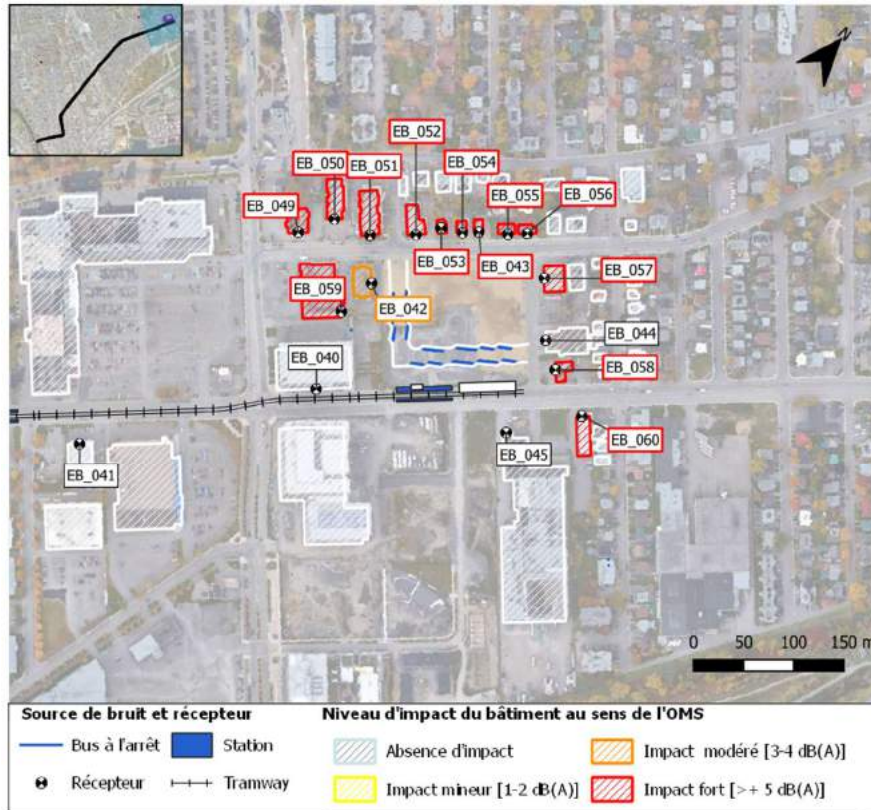 N
EB_052
EB_050
EB_051
EB_054
EB_049
EB_055
EB_056
EB_053
EB_043
EB_057
EB_059
EB_042
EB_044
EB_040
EB_058
EB_045
EB_060
EB_041
0 50 100 150 m
Source de bruit et récepteur
Niveau d'impact du bâtiment au sens de l'OMS
Bus à l'arrêt
Station
Absence d'impact
Impact modéré [3-4 dB(A)]
Récepteur
Tramway
Impact mineur [1-2 dB(A)]
Impact fort [>+ 5 dB(A)]